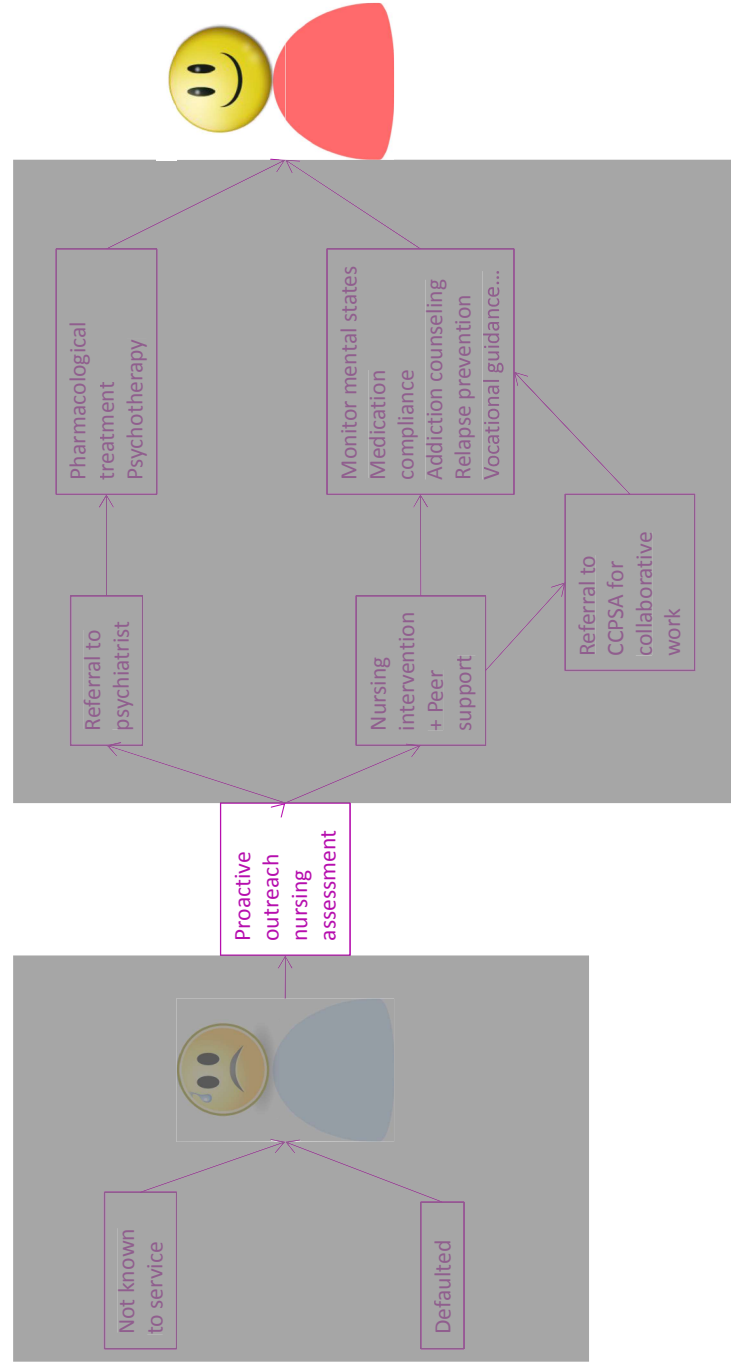 Not known
to service
Defaulted
Proactive
outreach
nursing
assessment
Referral to
psychiatrist
Nursing
intervention
+ Peer
support
Referral to
CCPSA for
collaborative
work
Pharmacological
treatment
Psychotherapy
Monitor mental states
Medication
compliance
Addiction counseling
Relapse prevention
Vocational guidance...